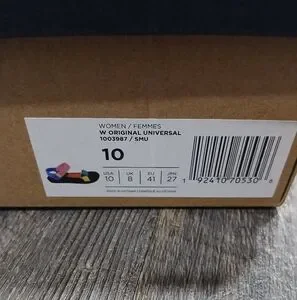 WOMEN / FEMMES
W ORIGINAL UNIVERSAL
1003987 / SMU
10
USA UK EU JPN
10 8 41 27
1 92410 70530 8